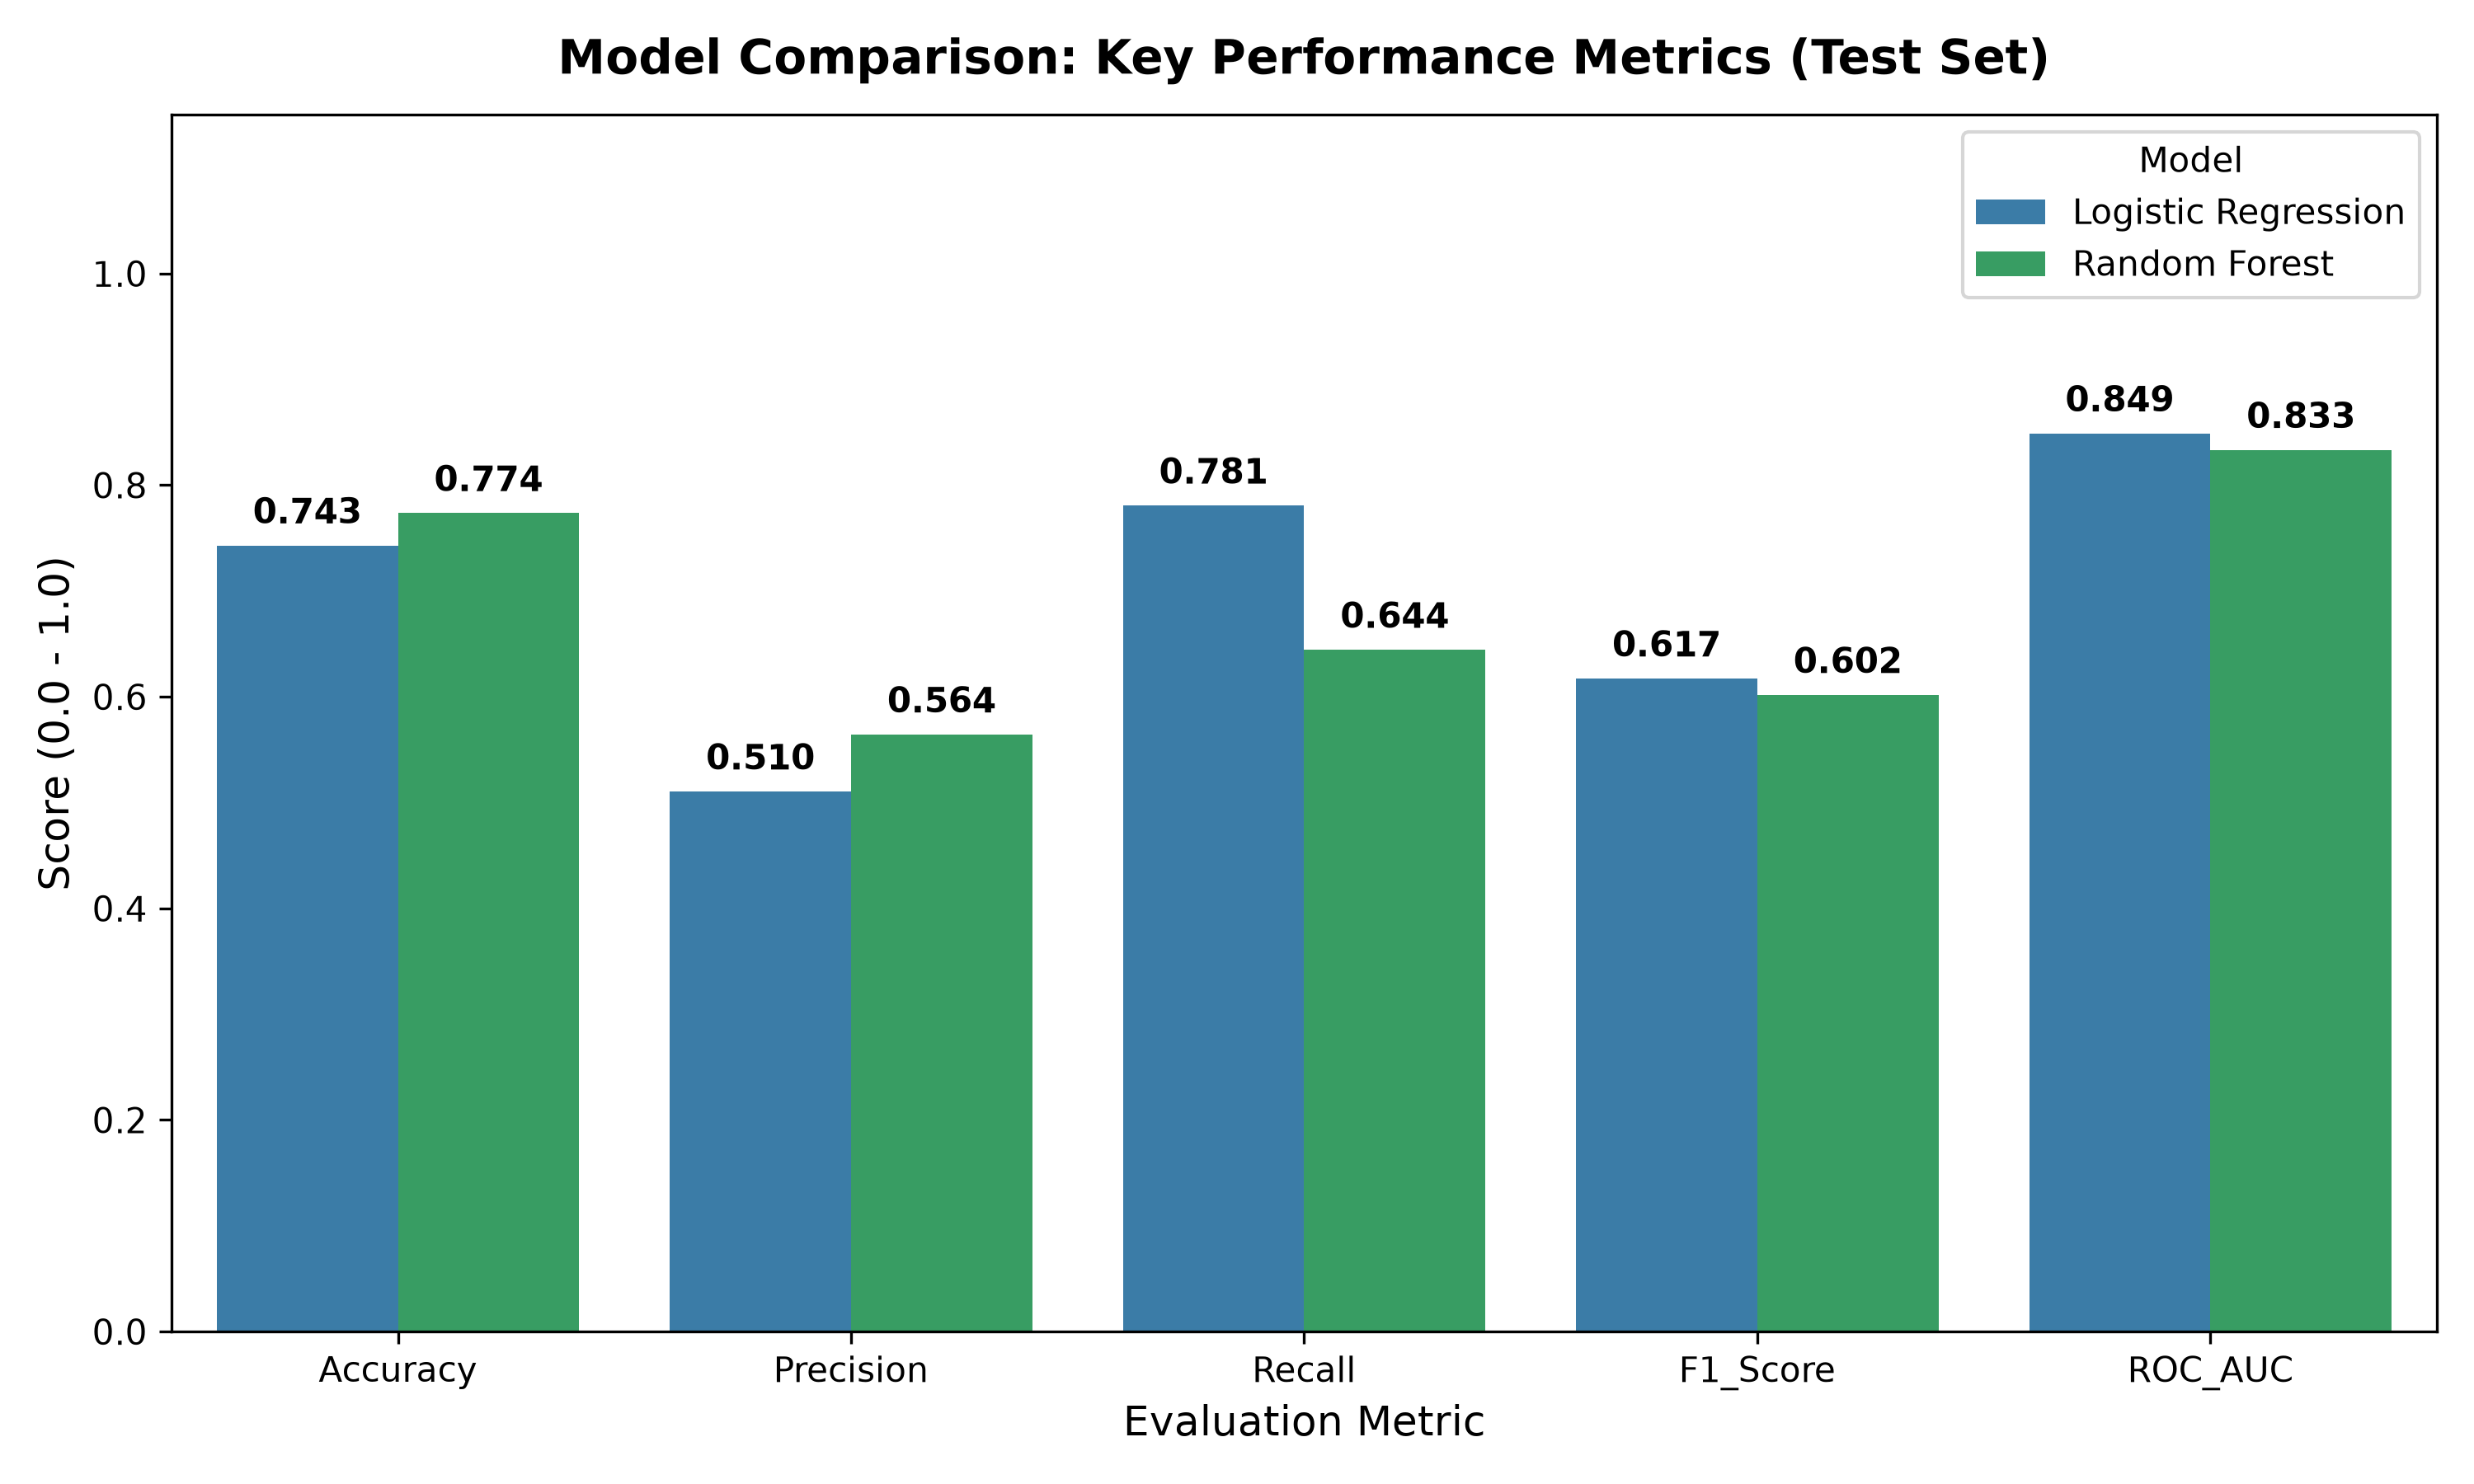 Model Comparison: Key Performance Metrics (Test Set)
Model
Logistic Regression
Random Forest
Score (0.0 - 1.0)
1.0
0.8
0.6
0.4
0.2
0.0
0.743
0.774
0.510
0.564
0.781
0.644
0.617
0.602
0.849
0.833
Accuracy
Precision
Recall
F1_Score
ROC_AUC
Evaluation Metric